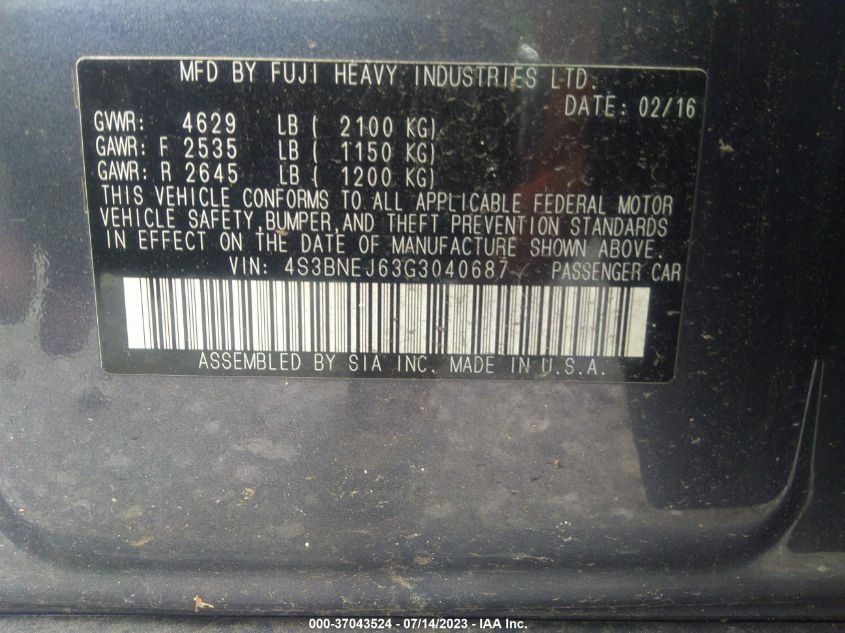 MFD BY FUJI HEAVY INDUSTRIES LTD.
DATE: 02/16
GVWR: 4629 LB ( 2100 KG)
GAWR: F 2535 LB ( 1150 KG)
GAWR: R 2645 LB ( 1200 KG)
THIS VEHICLE CONFORMS TO ALL APPLICABLE FEDERAL MOTOR
VEHICLE SAFETY, BUMPER, AND THEFT PREVENTION STANDARDS
IN EFFECT ON THE DATE OF MANUFACTURE SHOWN ABOVE.
VIN: 4S3BNEJ63G3040687 PASSENGER CAR
ASSEMBLED BY SIA INC. MADE IN U.S.A.
000-37043524 - 07/14/2023 - IAA Inc.